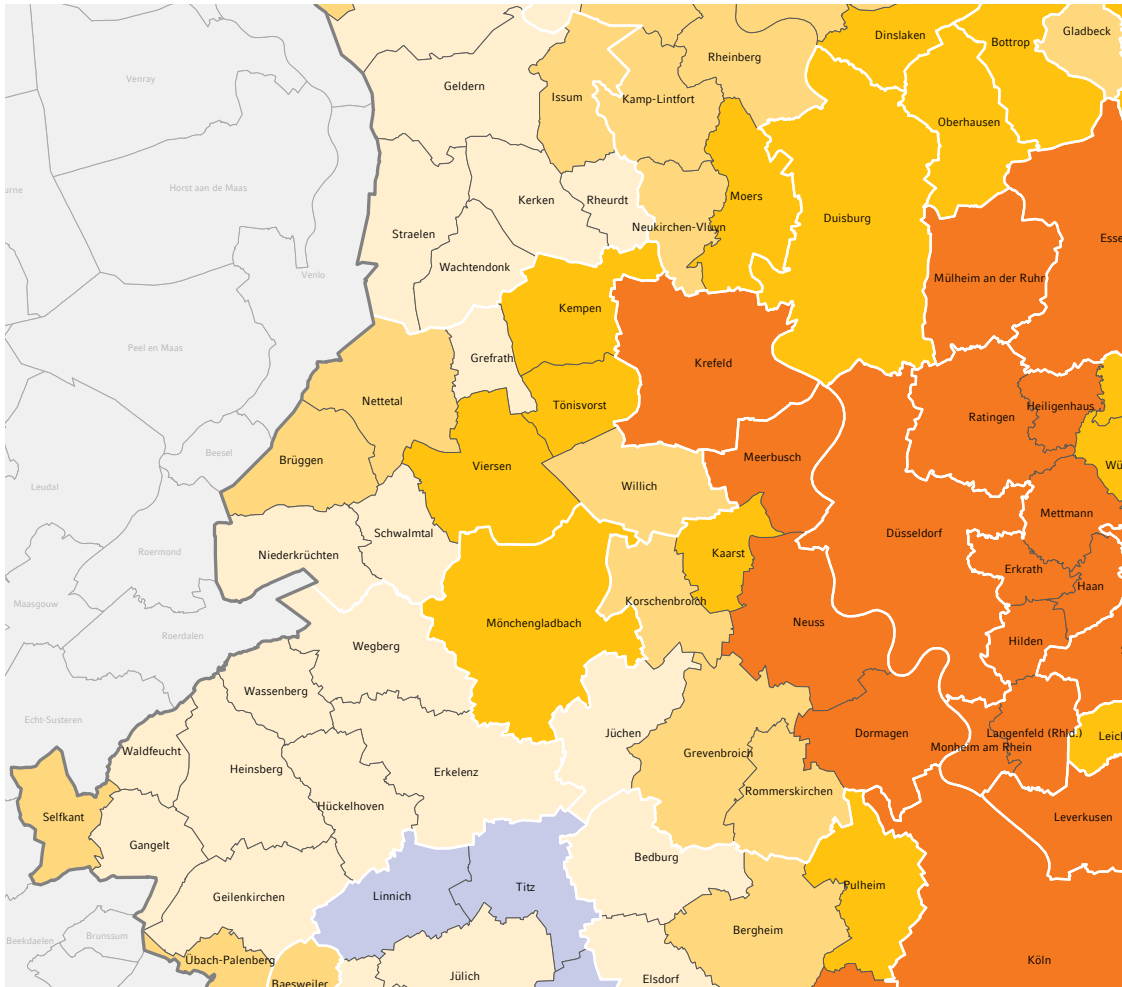 Dinslaken
Bottrop
Gladbeck
Rheinberg
Venray
Geldern
Issum
Kamp-Lintfort
Oberhausen
Horst aan de Maas
Kerken
Rheurdt
Moers
Duisburg
Neukirchen-Vluyn
Straelen
Esse
Wachtendonk
Venlo
Mülheim an der Ruhr
Kempen
Peel en Maas
Grefrath
Krefeld
Nettetal
Tönisvorst
Heiligenhaus
Ratingen
Beesel
Brüggen
Viersen
Meerbusch
Wü
Leudal
Willich
Mettmann
Schwalmtal
Düsseldorf
Roermond
Niederkrüchten
Kaarst
Erkrath
Haan
Maasgouw
Korschenbroich
Mönchengladbach
Neuss
Roerdalen
Hilden
Wegberg
Wassenberg
Echt-Susteren
Jüchen
Dormagen
Langenfeld (Rhld.)
Leich
Waldfeucht
Monheim am Rhein
Grevenbroich
Heinsberg
Erkelenz
Rommerskirchen
Hückelhoven
Selfkant
Leverkusen
Gangelt
Bedburg
Pulheim
Titz
Linnich
Geilenkirchen
Bergheim
Beekdaelen
Brunssum
Übach-Palenberg
Köln
Jülich
Elsdorf
Baesweiler